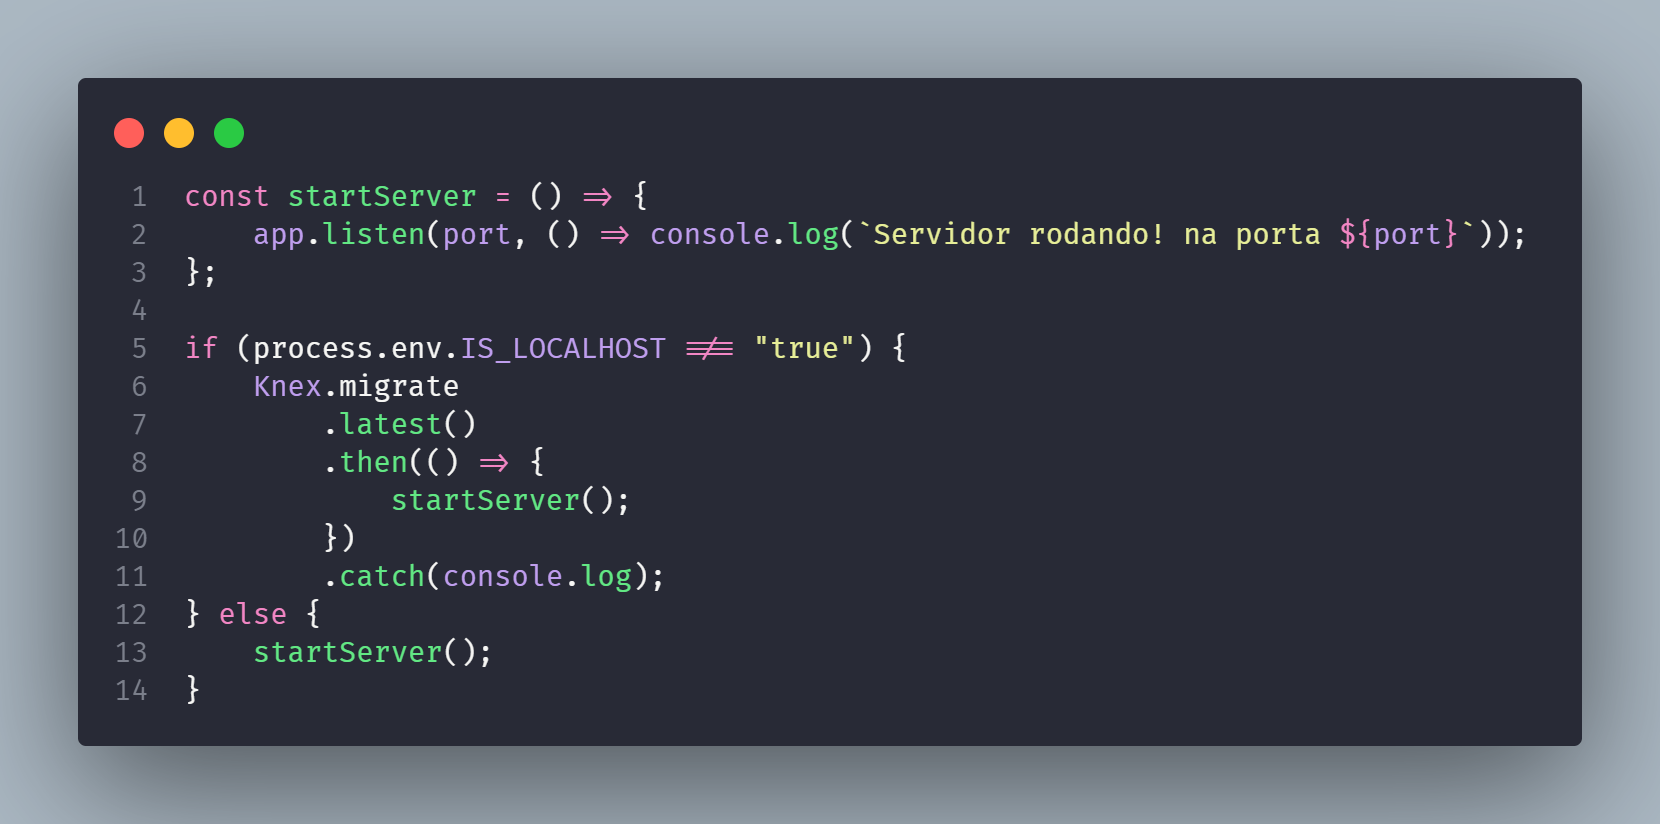 1 const startServer = () => {
2     app.listen(port, () => console.log(`Servidor rodando! na porta ${port}`));
3 };
4
5 if (process.env.IS_LOCALHOST !== "true") {
6     Knex.migrate
7         .latest()
8         .then(() => {
9             startServer();
10         })
11         .catch(console.log);
12 } else {
13     startServer();
14 }